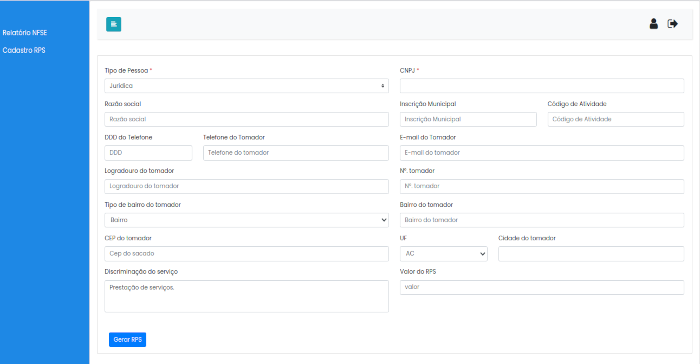 Relatório NFSE
Cadastro RPS
Tipo de Pessoa *
CNPJ *
Jurídica
Razão social
Inscrição Municipal
Código de Atividade
Razão social
Inscrição Municipal
Código de Atividade
DDD do Telefone
Telefone do Tomador
E-mail do Tomador
DDD
Telefone do tomador
E-mail do tomador
Logradouro do tomador
Nº. tomador
Logradouro do tomador
Nº. tomador
Tipo de bairro do tomador
Bairro do tomador
Bairro
Bairro do tomador
CEP do tomador
UF
Cidade do tomador
Cep do sacado
AC
Discriminação do serviço
Valor do RPS
Prestação de serviços.
valor
Gerar RPS